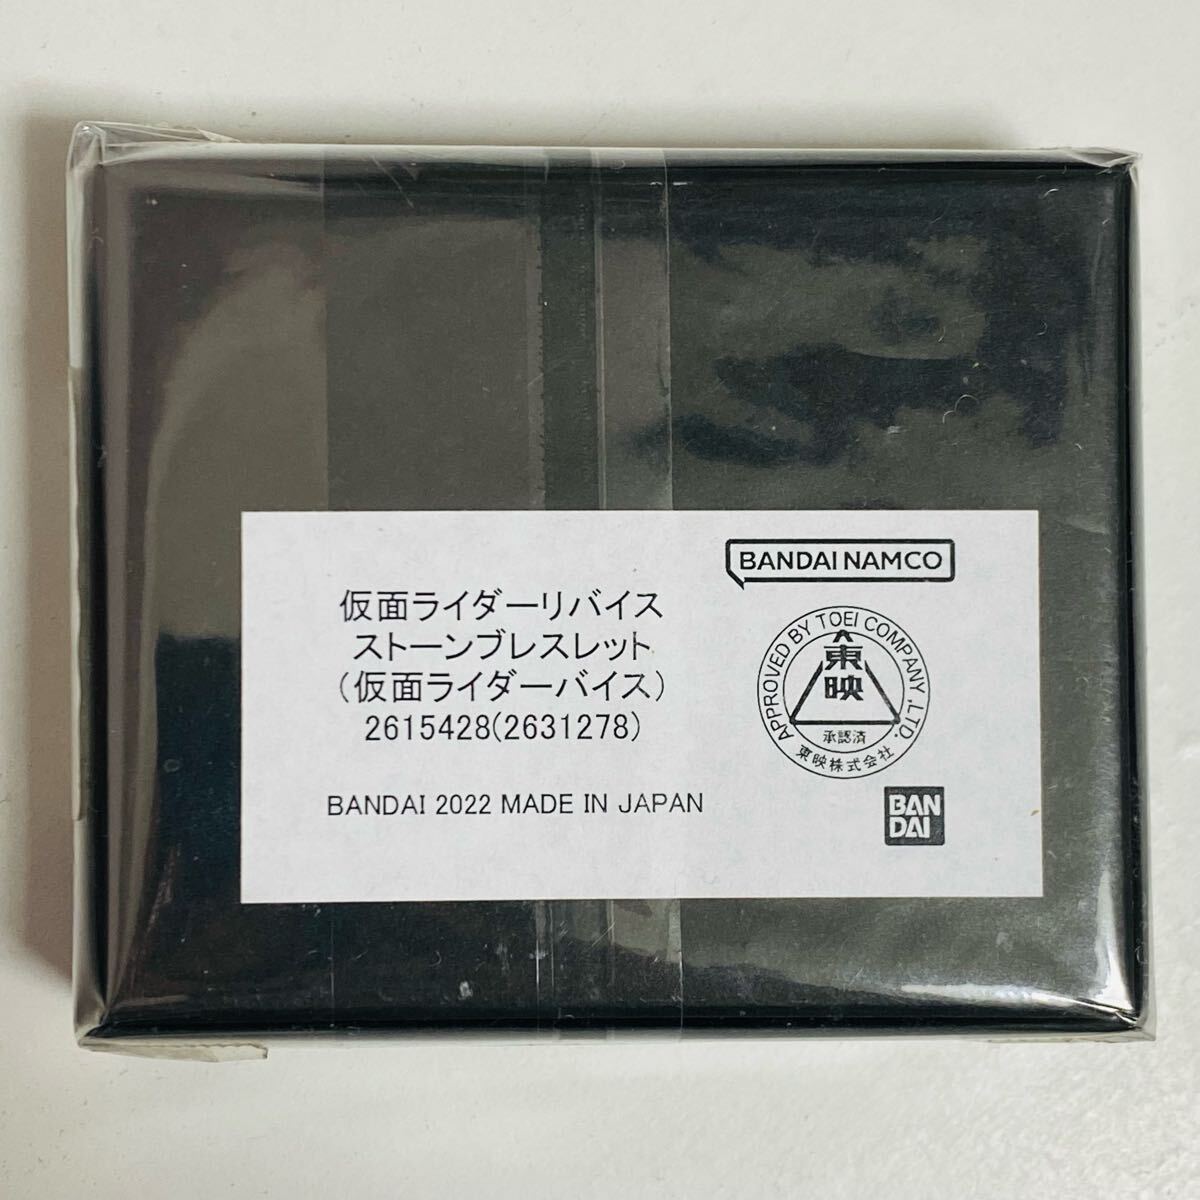 仮面ライダーリバイス
ストーンブレスレット
(仮面ライダーバイス)
2615428(2631278)
BANDAI 2022 MADE IN JAPAN
BANDAI NAMCO
APPROVED BY TOEI COMPANY.,LTD.
東映
承認済
東映株式会社
BAN
DAI